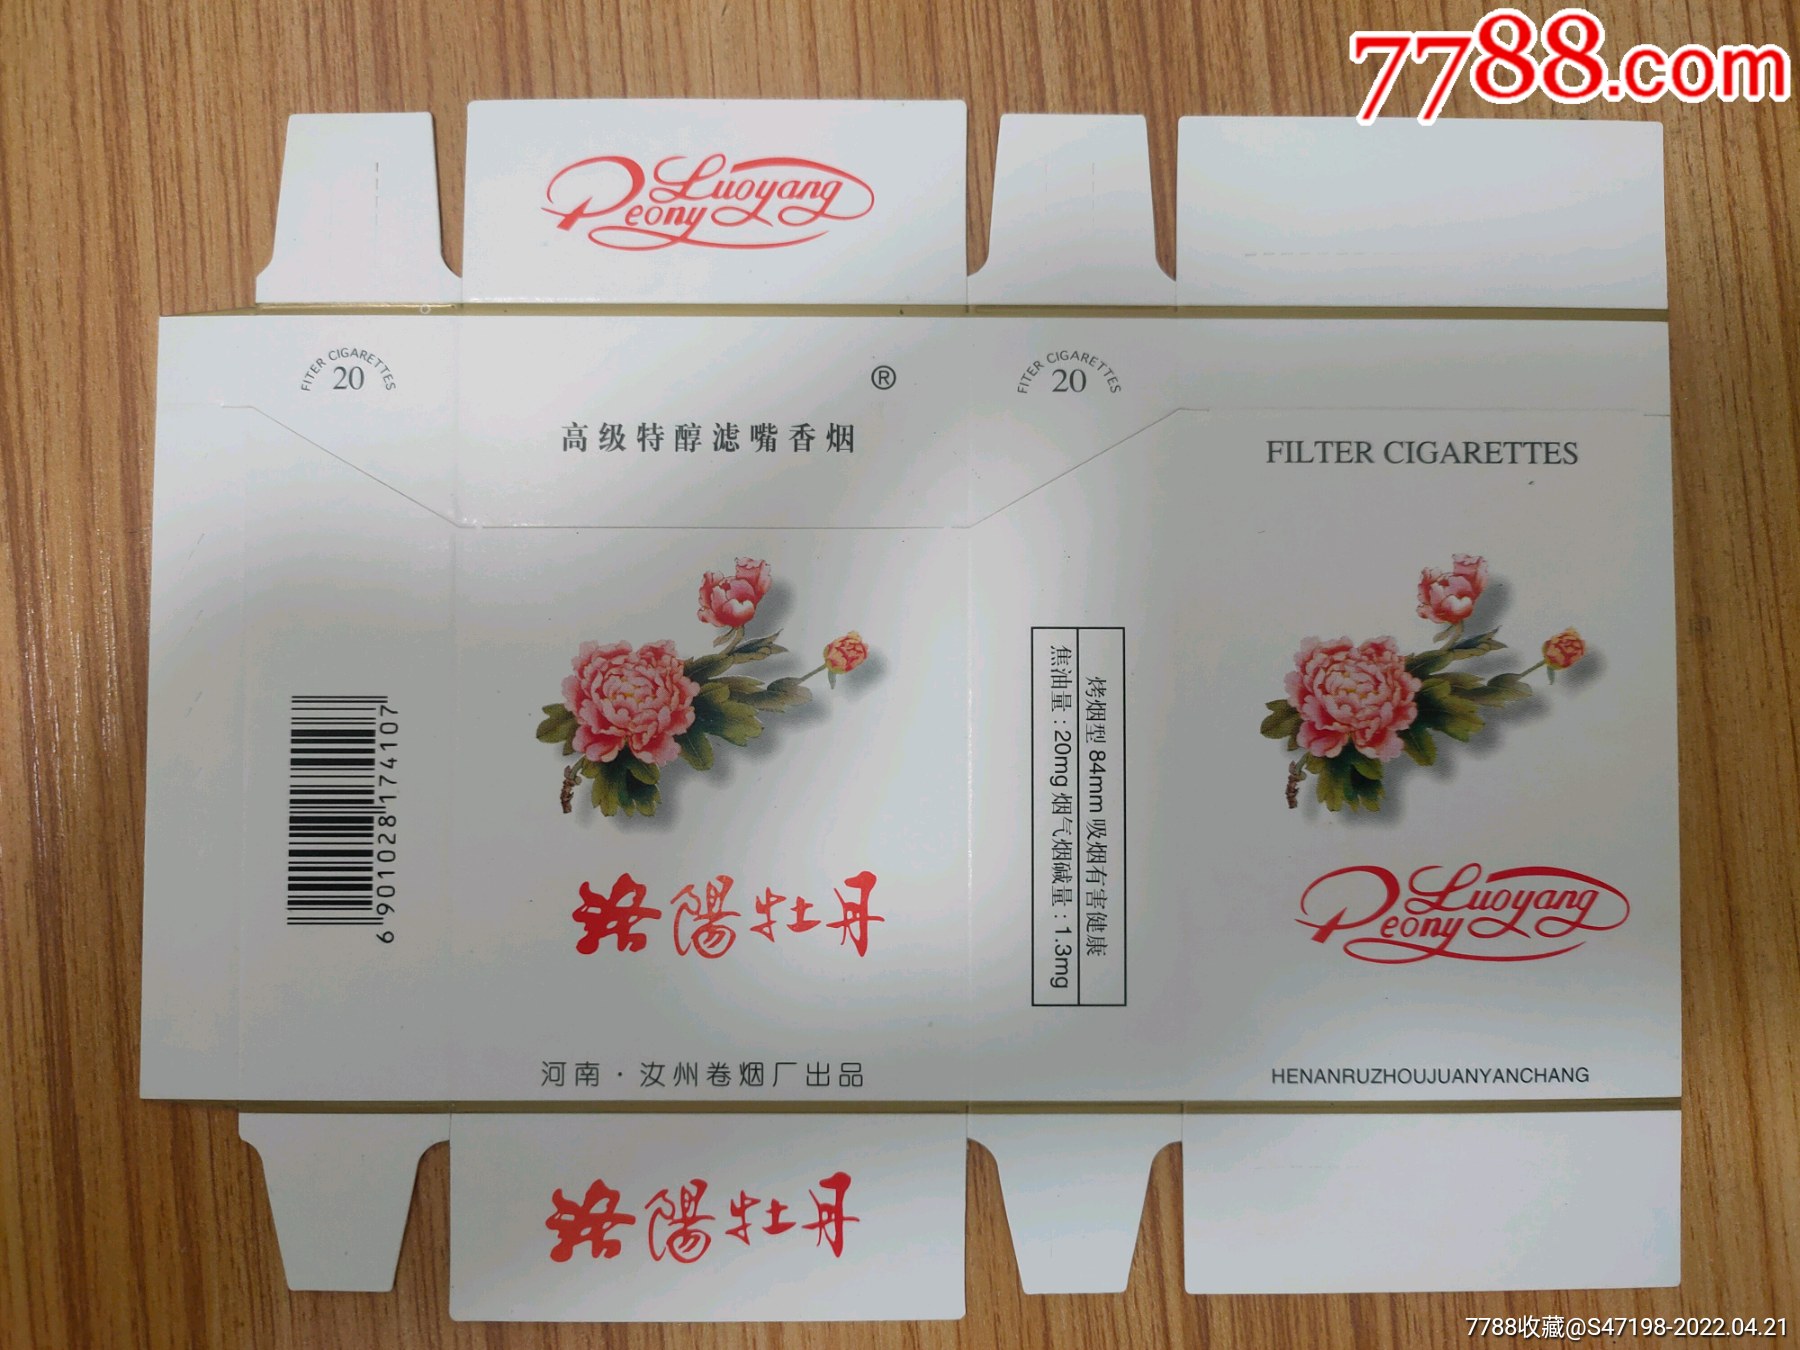 7788.com
Luoyang
Peony
FITER CIGARETTES
20
®
FITER CIGARETTES
20
高级特醇滤嘴香烟
FILTER CIGARETTES
烤烟型 84mm 吸烟有害健康
焦油量：20mg 烟气烟碱量：1.3mg
6 901028 174107
洛陽牡丹
Luoyang
Peony
河南·汝州卷烟厂出品
HENANRUZHOUJUANYANCHANG
洛陽牡丹
7788收藏@S47198-2022.04.21